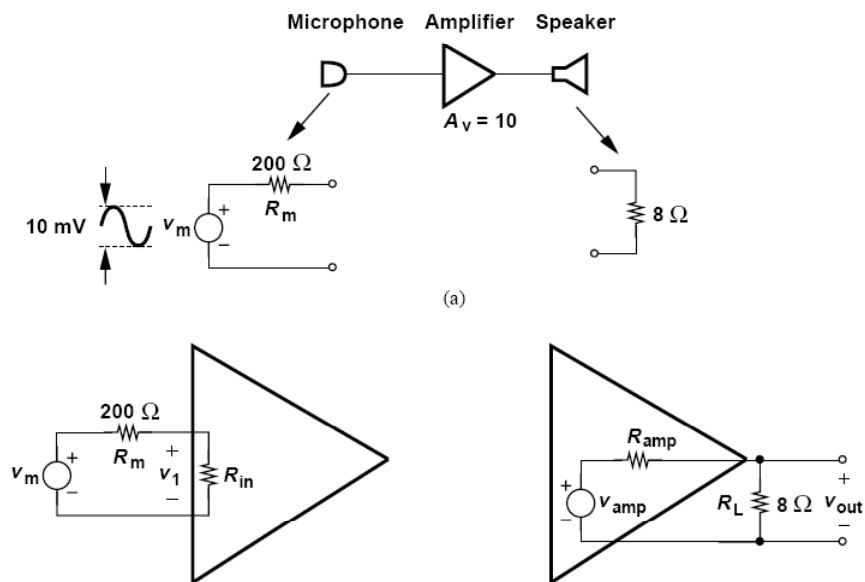 Microphone Amplifier Speaker
A_v = 10
200 Ω
R_m
10 mV
v_m
+
−
8 Ω
(a)
200 Ω
R_m
v_m
+
−
+
v_1
−
R_in
R_amp
+
−
v_amp
R_L
8 Ω
+
v_out
−